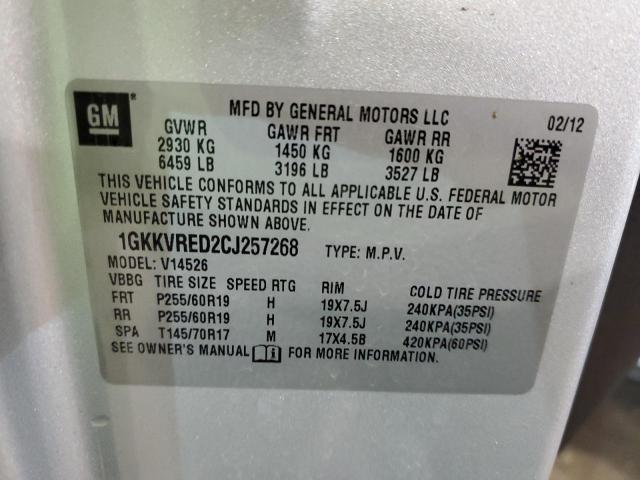 GM ®
MFD BY GENERAL MOTORS LLC 02/12
GVWR GAWR FRT GAWR RR
2930 KG 1450 KG 1600 KG
6459 LB 3196 LB 3527 LB
THIS VEHICLE CONFORMS TO ALL APPLICABLE U.S. FEDERAL MOTOR
VEHICLE SAFETY STANDARDS IN EFFECT ON THE DATE OF
MANUFACTURE SHOWN ABOVE.
1GKKVRED2CJ257268 TYPE: M.P.V.
MODEL: V14526
VBBG TIRE SIZE SPEED RTG RIM COLD TIRE PRESSURE
FRT P255/60R19 H 19X7.5J 240KPA(35PSI)
RR P255/60R19 H 19X7.5J 240KPA(35PSI)
SPA T145/70R17 M 17X4.5B 420KPA(60PSI)
SEE OWNER'S MANUAL FOR MORE INFORMATION.